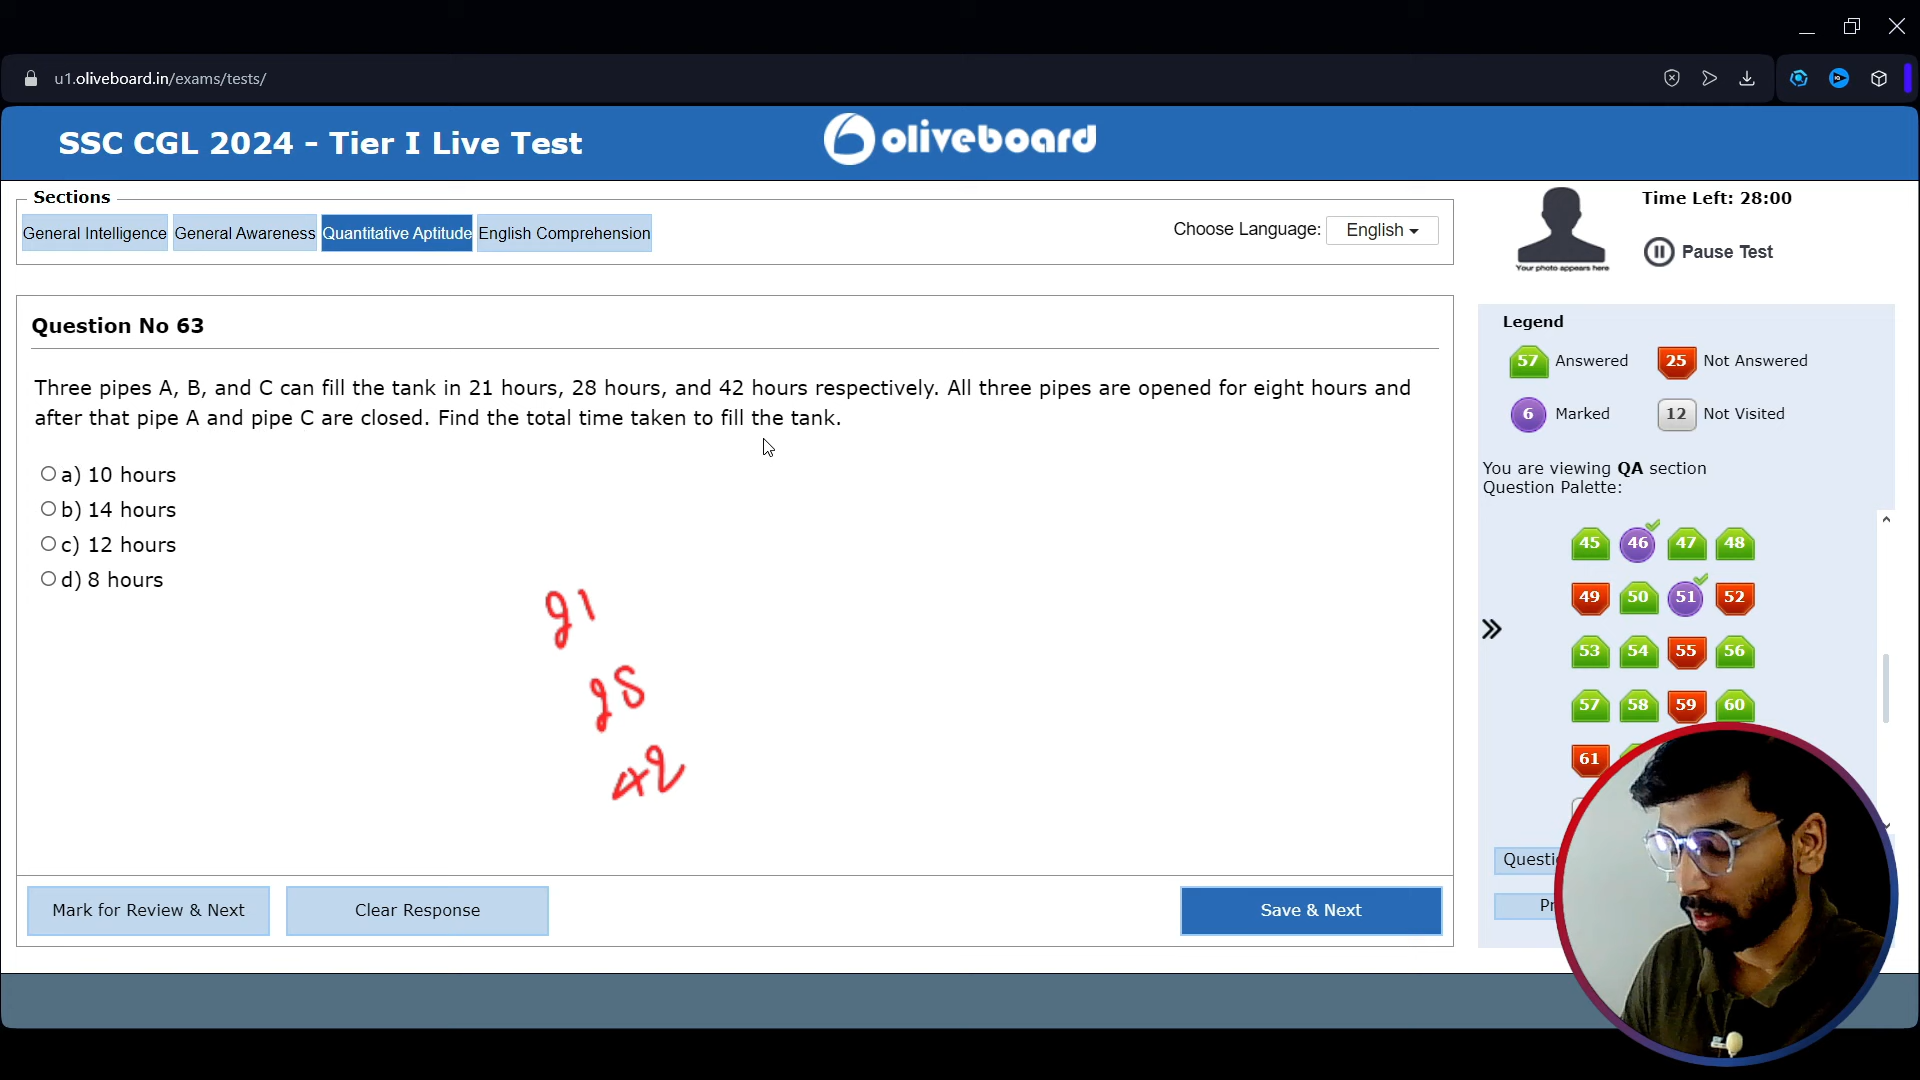 u1.oliveboard.in/exams/tests/
SSC CGL 2024 - Tier I Live Test
oliveboard
Sections
General Intelligence
General Awareness
Quantitative Aptitude
English Comprehension
Choose Language:
English
Your photo appears here
Time Left: 28:00
Pause Test
Question No 63
Three pipes A, B, and C can fill the tank in 21 hours, 28 hours, and 42 hours respectively. All three pipes are opened for eight hours and
after that pipe A and pipe C are closed. Find the total time taken to fill the tank.
a) 10 hours
b) 14 hours
c) 12 hours
d) 8 hours
21
28
42
Mark for Review & Next
Clear Response
Save & Next
Legend
57 Answered
25 Not Answered
6 Marked
12 Not Visited
You are viewing QA section
Question Palette:
45 46 47 48
49 50 51 52
53 54 55 56
57 58 59 60
61